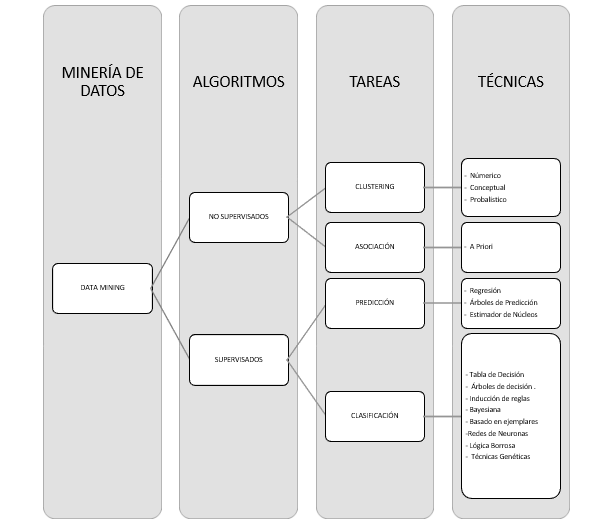 MINERÍA DE
DATOS
ALGORITMOS
TAREAS
TÉCNICAS
DATA MINING
NO SUPERVISADOS
SUPERVISADOS
CLUSTERING
ASOCIACIÓN
PREDICCIÓN
CLASIFICACIÓN
- Númerico
- Conceptual
- Probalístico
- A Priori
- Regresión
- Árboles de Predicción
- Estimador de Núcleos
- Tabla de Decisión
- Árboles de decisión .
- Inducción de reglas
- Bayesiana
- Basado en ejemplares
-Redes de Neuronas
- Lógica Borrosa
- Técnicas Genéticas